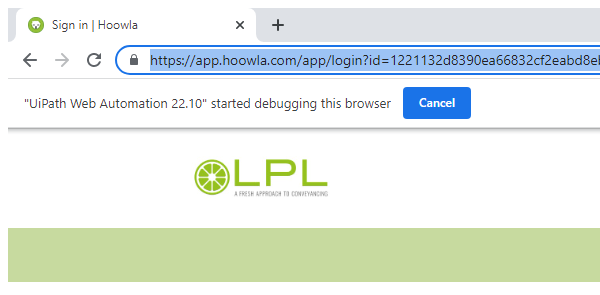 Sign in | Hoowla
https://app.hoowla.com/app/login?id=1221132d8390ea66832cf2eabd8e
"UiPath Web Automation 22.10" started debugging this browser
Cancel
LPL
A FRESH APPROACH TO CONVEYANCING